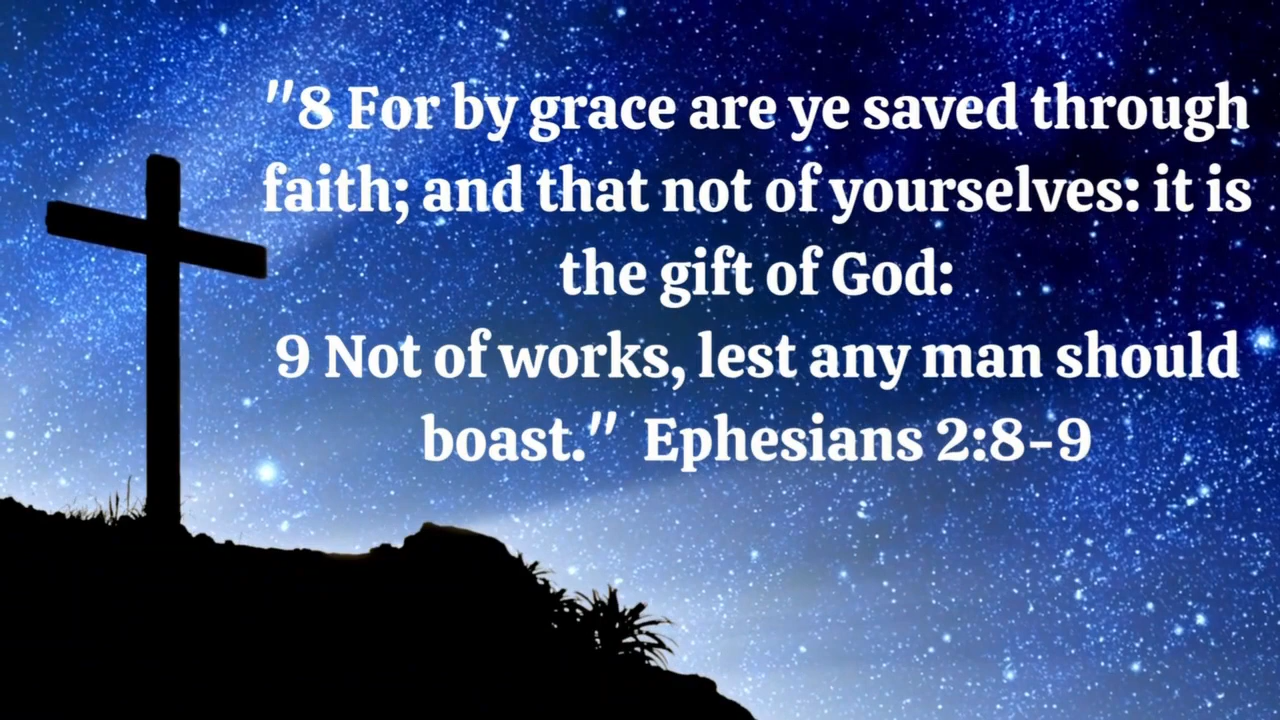 "8 For by grace are ye saved through
faith; and that not of yourselves: it is
the gift of God:
9 Not of works, lest any man should
boast." Ephesians 2:8-9